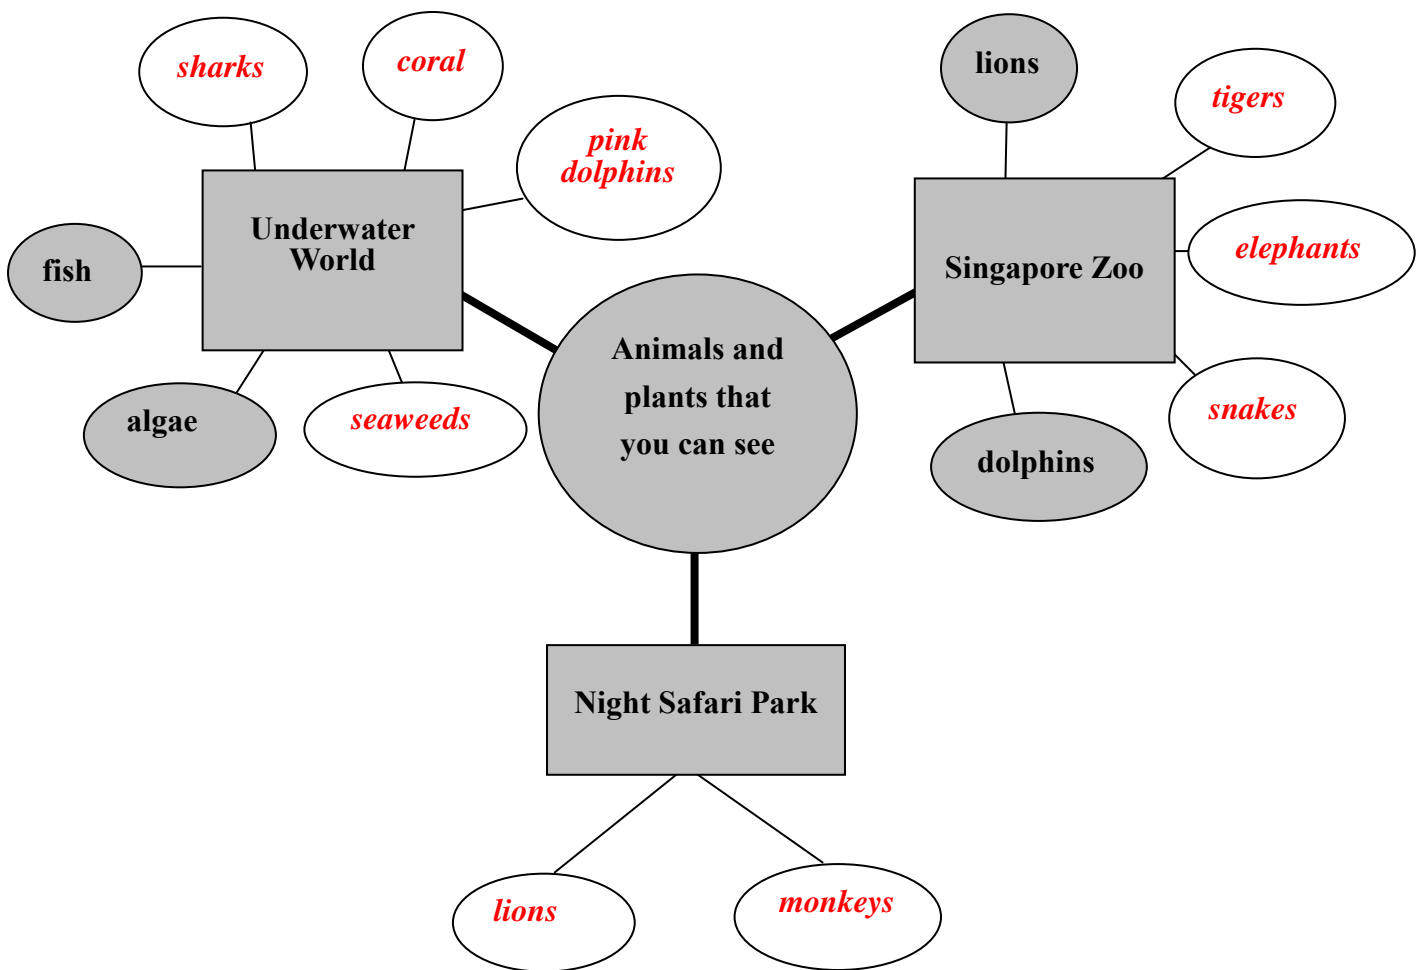 sharks
coral
pink
dolphins
Underwater
World
fish
algae
seaweeds
lions
tigers
Singapore Zoo
elephants
snakes
dolphins
Animals and
plants that
you can see
Night Safari Park
lions
monkeys